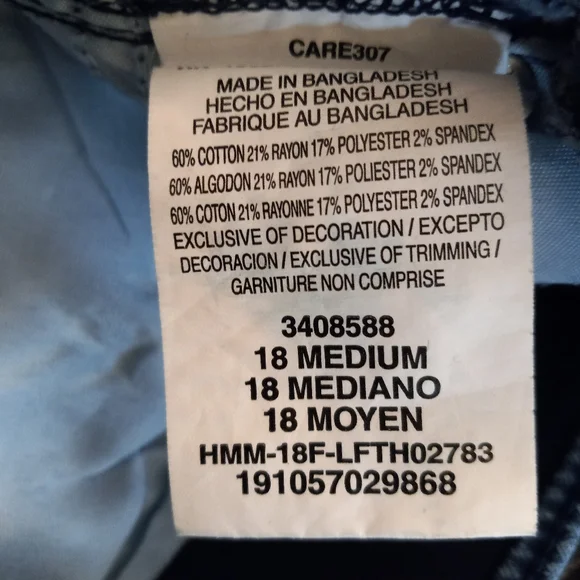 CARE307
MADE IN BANGLADESH
HECHO EN BANGLADESH
FABRIQUE AU BANGLADESH
60% COTTON 21% RAYON 17% POLYESTER 2% SPANDEX
60% ALGODON 21% RAYON 17% POLIESTER 2% SPANDEX
60% COTON 21% RAYONNE 17% POLYESTER 2% SPANDEX
EXCLUSIVE OF DECORATION / EXCEPTO
DECORACION / EXCLUSIVE OF TRIMMING /
GARNITURE NON COMPRISE
3408588
18 MEDIUM
18 MEDIANO
18 MOYEN
HMM-18F-LFTH02783
191057029868